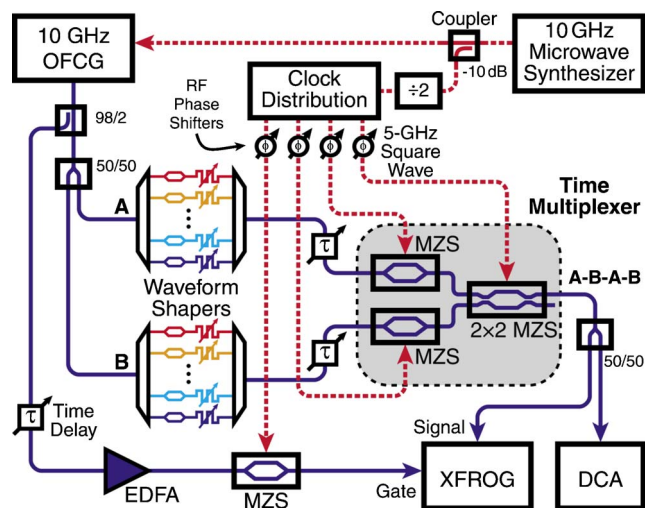 10 GHz
OFCG
Coupler
-10 dB
10 GHz
Microwave
Synthesizer
Clock
Distribution
÷2
RF
Phase
Shifters
ϕ
ϕ
ϕ
ϕ
5-GHz
Square
Wave
98/2
50/50
A
τ
Time
Multiplexer
MZS
Waveform
Shapers
MZS
2×2 MZS
A-B-A-B
B
τ
50/50
τ
Time
Delay
EDFA
MZS
Signal
Gate
XFROG
DCA